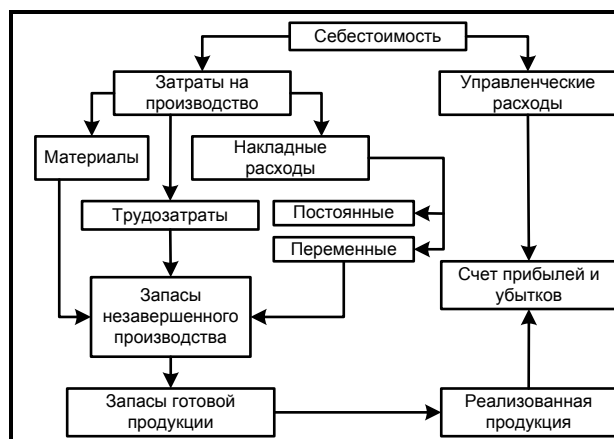 Себестоимость
Затраты на
производство
Управленческие
расходы
Материалы
Накладные
расходы
Трудозатраты
Постоянные
Переменные
Запасы
незавершенного
производства
Счет прибылей и
убытков
Запасы готовой
продукции
Реализованная
продукция